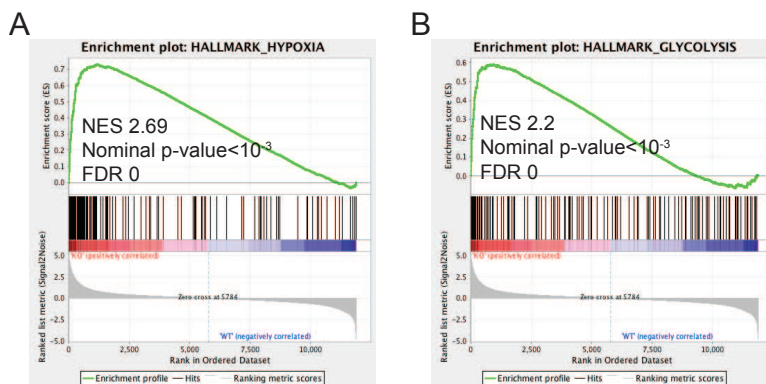 A
Enrichment plot: HALLMARK_HYPOXIA
Enrichment score (ES)
0.7
0.6
0.5
0.4
0.3
0.2
0.1
0.0
NES 2.69
Nominal p-value<10-3
FDR 0
Ranked list metric (Signal2Noise)
5.0
2.5
0.0
-2.5
-5.0
'KO' (positively correlated)
Zero cross at 5784
'WT' (negatively correlated)
0 2,500 5,000 7,500 10,000
Rank in Ordered Dataset
Enrichment profile Hits Ranking metric scores
B
Enrichment plot: HALLMARK_GLYCOLYSIS
Enrichment score (ES)
0.6
0.5
0.4
0.3
0.2
0.1
0.0
NES 2.2
Nominal p-value<10-3
FDR 0
Ranked list metric (Signal2Noise)
5.0
2.5
0.0
-2.5
-5.0
'KO' (positively correlated)
Zero cross at 5784
'WT' (negatively correlated)
0 2,500 5,000 7,500 10,000
Rank in Ordered Dataset
Enrichment profile Hits Ranking metric scores